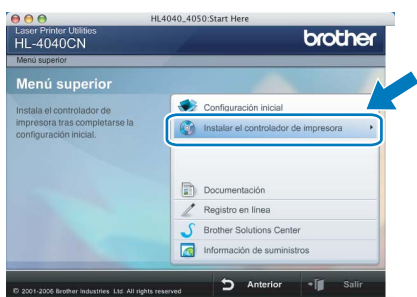 HL4040_4050:Start Here
Laser Printer Utilities
HL-4040CN
brother
Menú superior
Menú superior
Instala el controlador de
impresora tras completarse la
configuración inicial.
Configuración inicial
Instalar el controlador de impresora
Documentación
Registro en línea
Brother Solutions Center
Información de suministros
© 2001-2006 Brother Industries Ltd. All rights reserved
Anterior
Salir